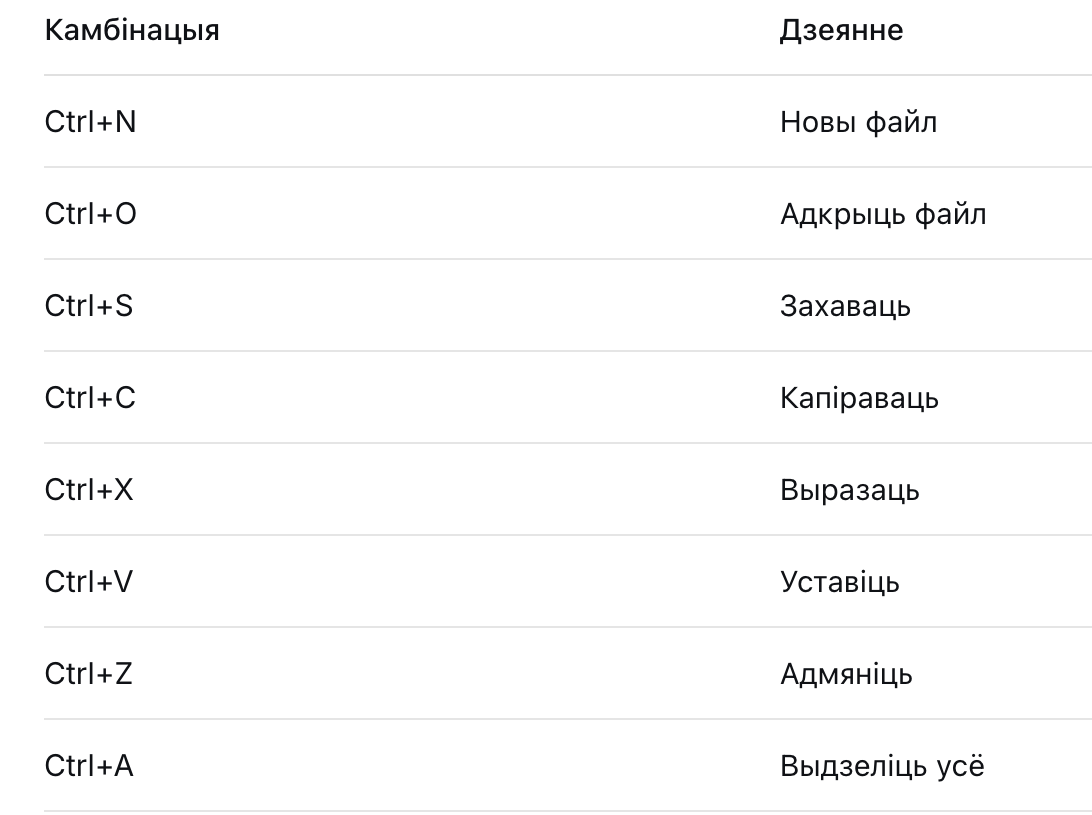 Камбінацыя Дзеянне
Ctrl+N Новы файл
Ctrl+O Адкрыць файл
Ctrl+S Захаваць
Ctrl+C Капіраваць
Ctrl+X Выразаць
Ctrl+V Уставіць
Ctrl+Z Адмяніць
Ctrl+A Выдзеліць усё